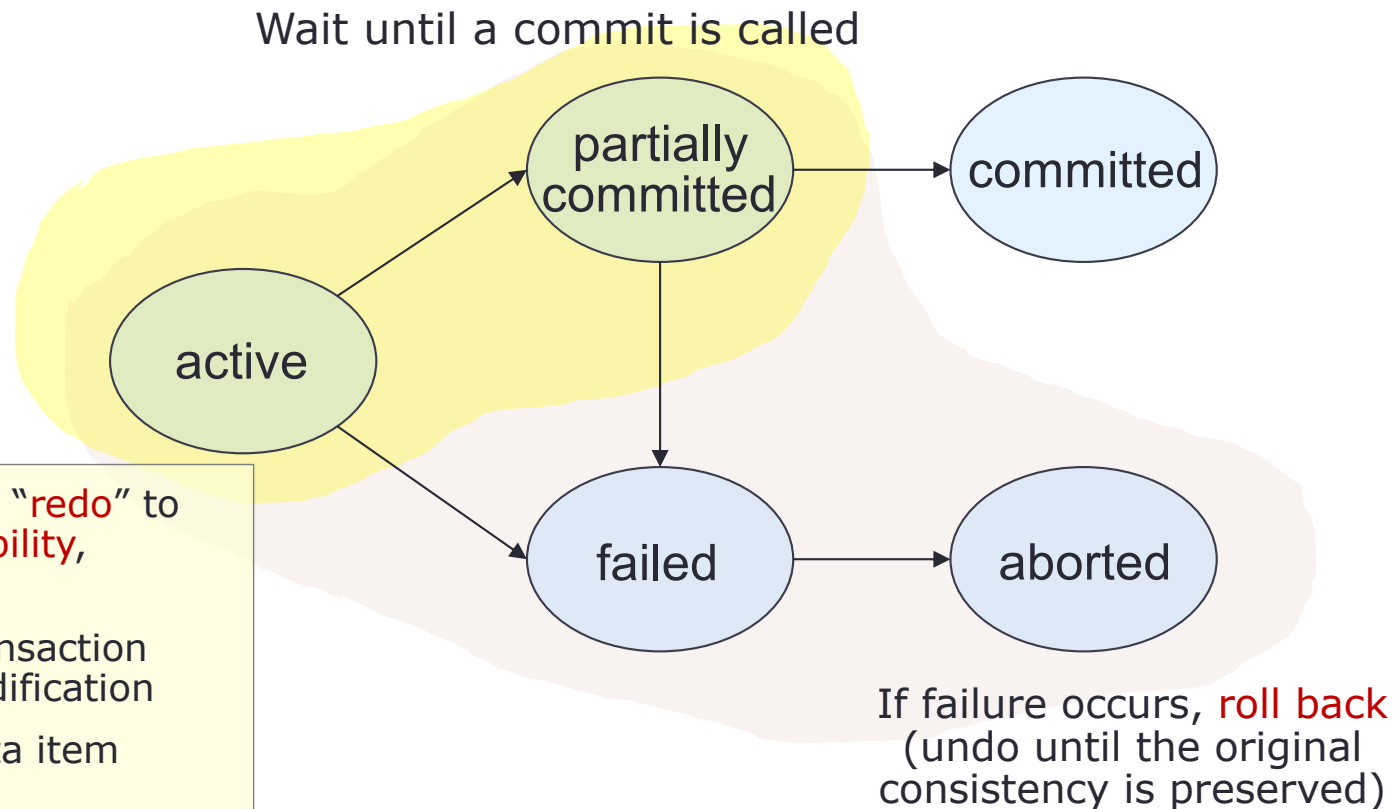 Wait until a commit is called
partially
committed
committed
active
“redo” to
bility,
failed
aborted
nsaction
dification
If failure occurs, roll back
(undo until the original
consistency is preserved)
ta item